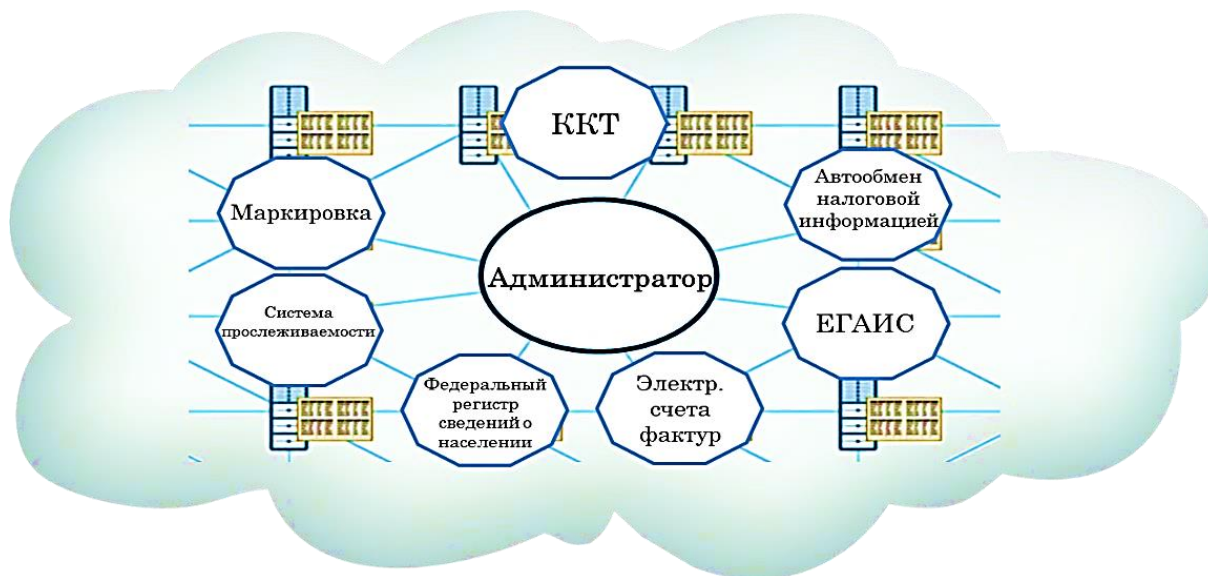 ККТ
Автообмен
налоговой
информацией
Маркировка
Администратор
Система
прослеживаемости
ЕГАИС
Федеральный
регистр
сведений о
населении
Электр.
счета
фактур